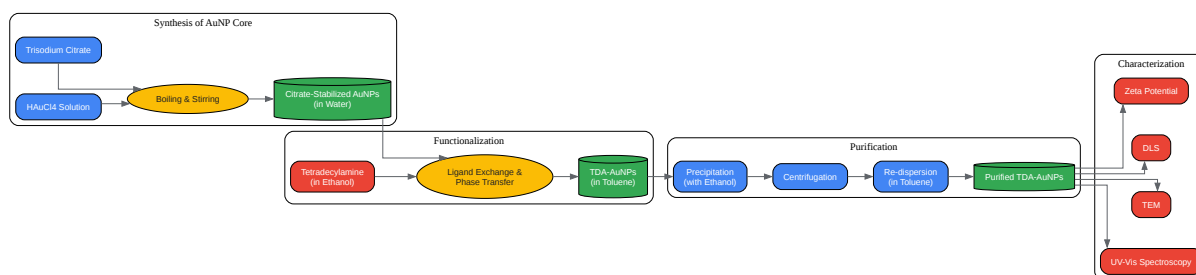 Synthesis of AuNP Core
Trisodium Citrate
HAuCl4 Solution
Boiling & Stirring
Citrate-Stabilized AuNPs
(in Water)
Functionalization
Tetradecylamine
(in Ethanol)
Ligand Exchange &
Phase Transfer
TDA-AuNPs
(in Toluene)
Purification
Precipitation
(with Ethanol)
Centrifugation
Re-dispersion
(in Toluene)
Purified TDA-AuNPs
Characterization
Zeta Potential
DLS
TEM
UV-Vis Spectroscopy